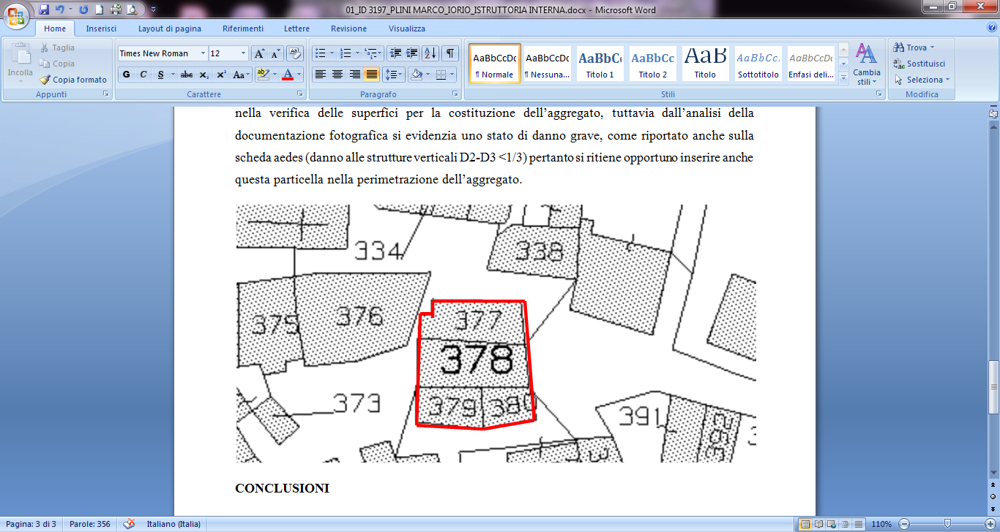 01_ID 3197_PLINI MARCO_IORIO_ISTRUTTORIA INTERNA.docx - Microsoft Word
Home Inserisci Layout di pagina Riferimenti Lettere Revisione Visualizza
Incolla
Taglia
Copia
Copia formato
Appunti
Times New Roman 12
G C S abc x₂ x² Aa
Carattere
Paragrafo
AaBbCcDc AaBbCcDc AaBbC AaBbCc AaB AaBbCc. AaBbCcDc
¶ Normale ¶ Nessuna... Titolo 1 Titolo 2 Titolo Sottotitolo Enfasi deli...
Cambia stili
Stili
Trova
Sostituisci
Seleziona
Modifica
nella verifica delle superfici per la costituzione dell’aggregato, tuttavia dall’analisi della
documentazione fotografica si evidenzia uno stato di danno grave, come riportato anche sulla
scheda aedes (danno alle strutture verticali D2-D3 <1/3) pertanto si ritiene opportuno inserire anche
questa particella nella perimetrazione dell’aggregato.
334
338
375
376
377
378
373
379
380
391
392
CONCLUSIONI
Pagina: 3 di 3 Parole: 356 Italiano (Italia) 110%